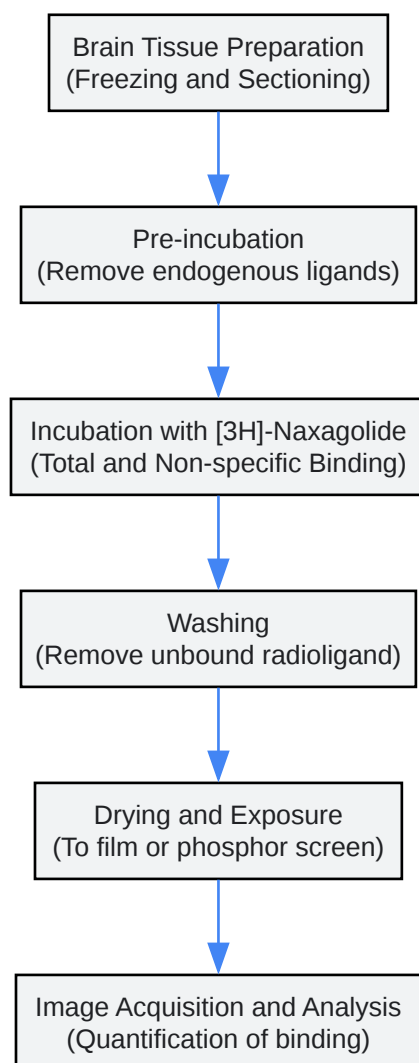 Brain Tissue Preparation
(Freezing and Sectioning)
Pre-incubation
(Remove endogenous ligands)
Incubation with [3H]-Naxagolide
(Total and Non-specific Binding)
Washing
(Remove unbound radioligand)
Drying and Exposure
(To film or phosphor screen)
Image Acquisition and Analysis
(Quantification of binding)